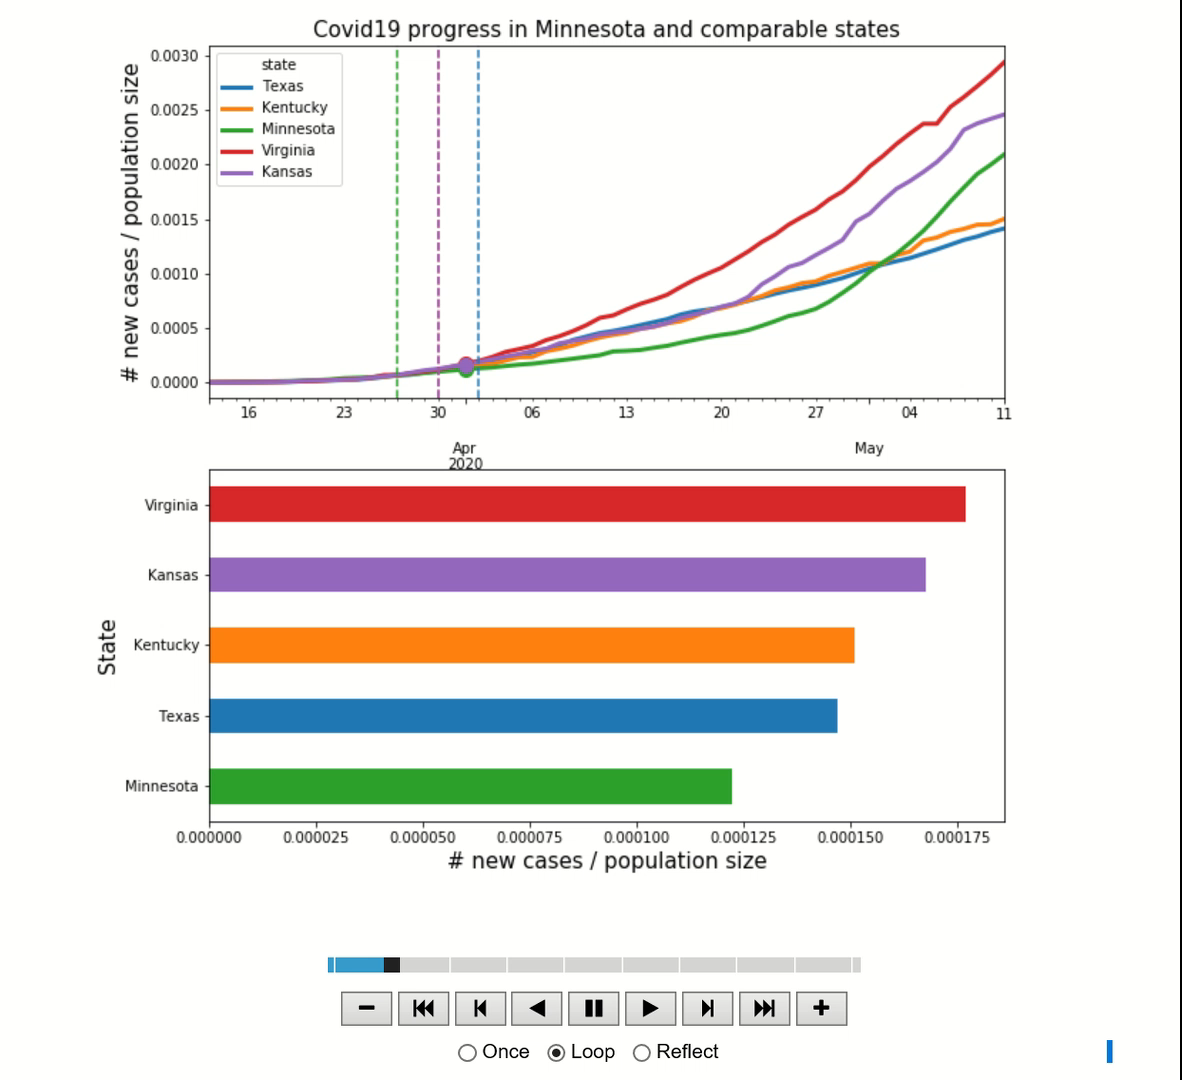 Covid19 progress in Minnesota and comparable states
# new cases / population size
0.0030
0.0025
0.0020
0.0015
0.0010
0.0005
0.0000
state
Texas
Kentucky
Minnesota
Virginia
Kansas
16 23 30 06 13 20 27 04 11
Apr May
2020
State
Virginia
Kansas
Kentucky
Texas
Minnesota
0.000000 0.000025 0.000050 0.000075 0.000100 0.000125 0.000150 0.000175
# new cases / population size
Once Loop Reflect